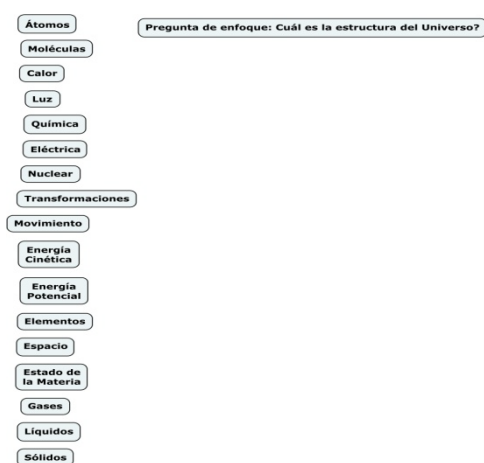 Átomos
Pregunta de enfoque: Cuál es la estructura del Universo?
Moléculas
Calor
Luz
Química
Eléctrica
Nuclear
Transformaciones
Movimiento
Energía
Cinética
Energía
Potencial
Elementos
Espacio
Estado de
la Materia
Gases
Líquidos
Sólidos